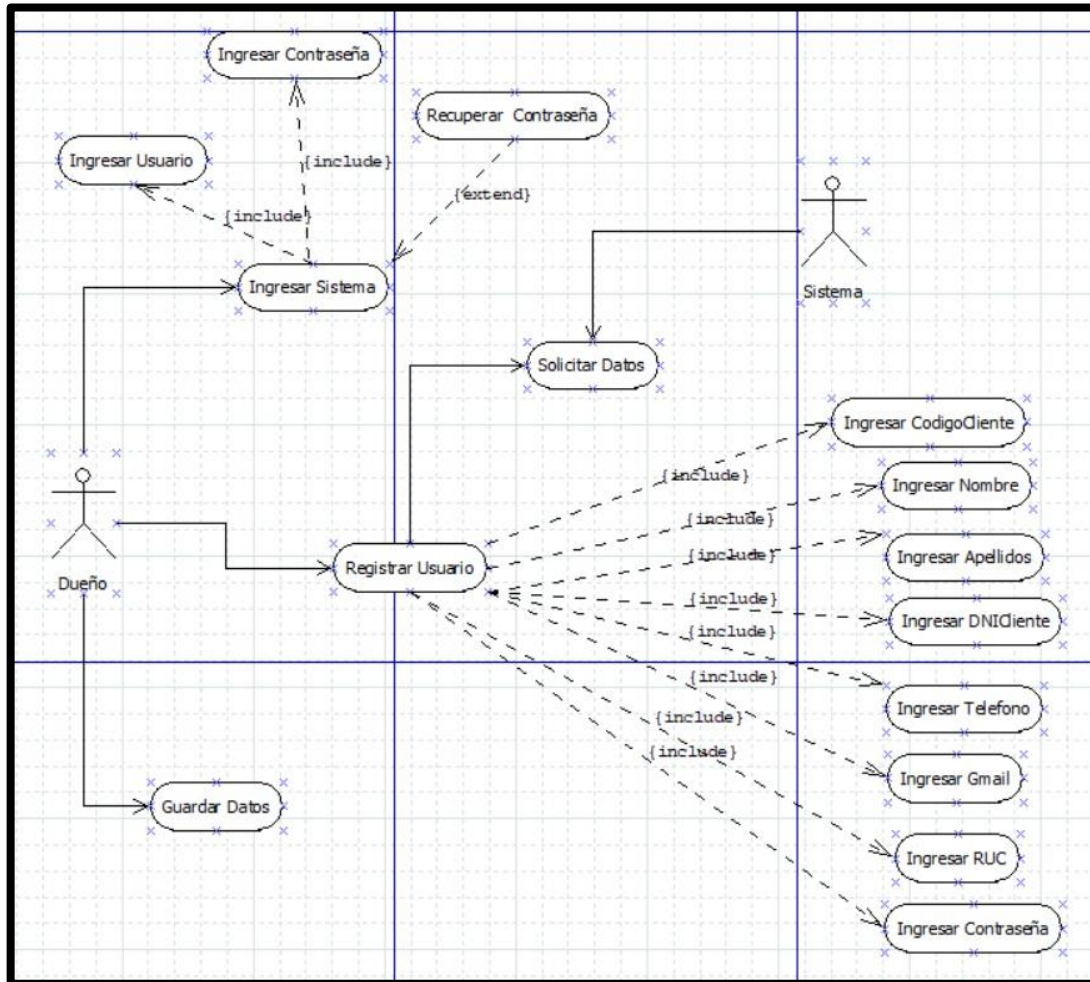 Ingresar Contraseña
Recuperar Contraseña
Ingresar Usuario
{include}
{extend}
{include}
Ingresar Sistema
Sistema
Solicitar Datos
Ingresar CodigoCliente
{include}
Ingresar Nombre
{include}
Ingresar Apellidos
{include}
Registrar Usuario
Dueño
{include}
Ingresar DNICliente
{include}
{include}
Ingresar Telefono
{include}
{include}
Ingresar Gmail
Guardar Datos
Ingresar RUC
Ingresar Contraseña